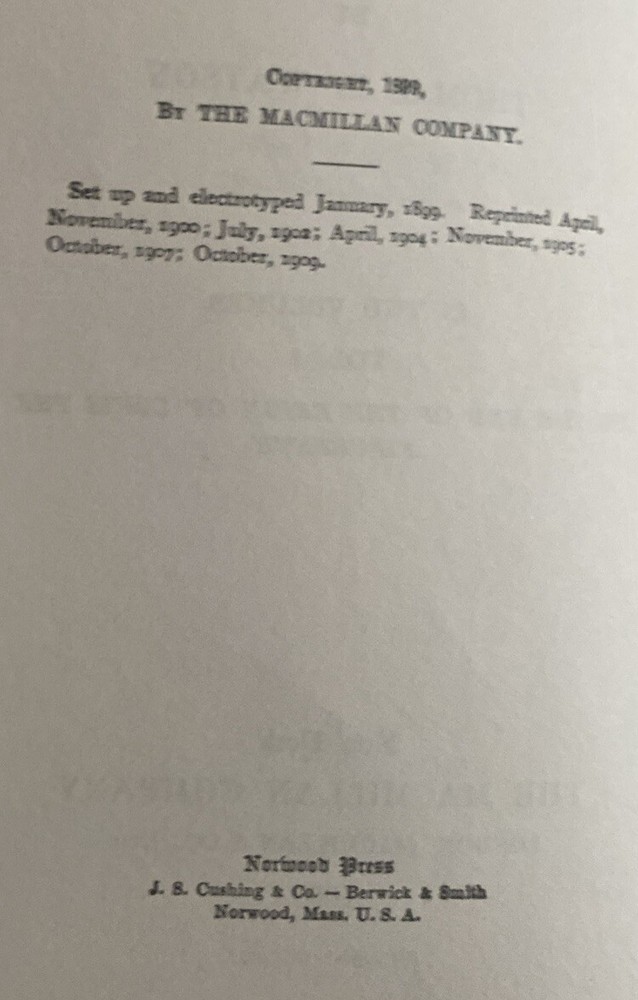 COPYRIGHT, 1899,
BY THE MACMILLAN COMPANY.
Set up and electrotyped January, 1899. Reprinted April,
November, 1900; July, 1902; April, 1904; November, 1905;
October, 1907; October, 1909.
Norwood Press
J. S. Cushing & Co. — Berwick & Smith
Norwood, Mass. U. S. A.